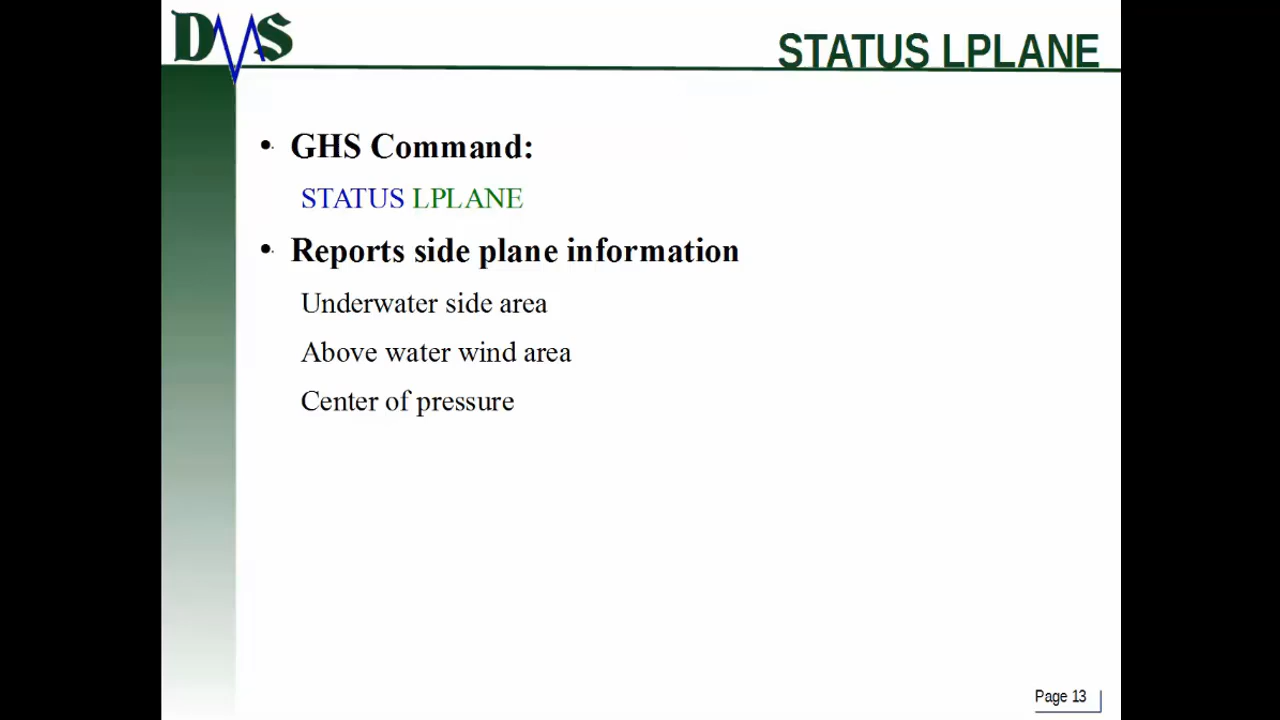 DMS
STATUS LPLANE
• GHS Command:
STATUS LPLANE
• Reports side plane information
Underwater side area
Above water wind area
Center of pressure
Page 13